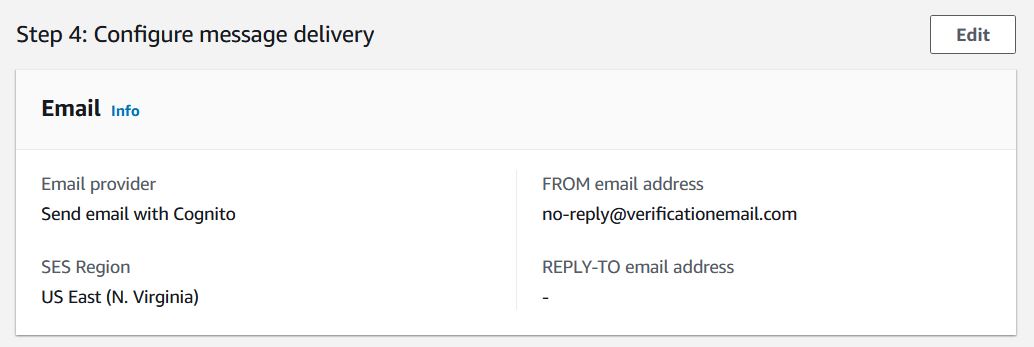 Step 4: Configure message delivery
Edit
Email Info
Email provider
Send email with Cognito
FROM email address
no-reply@verificationemail.com
SES Region
US East (N. Virginia)
REPLY-TO email address
-